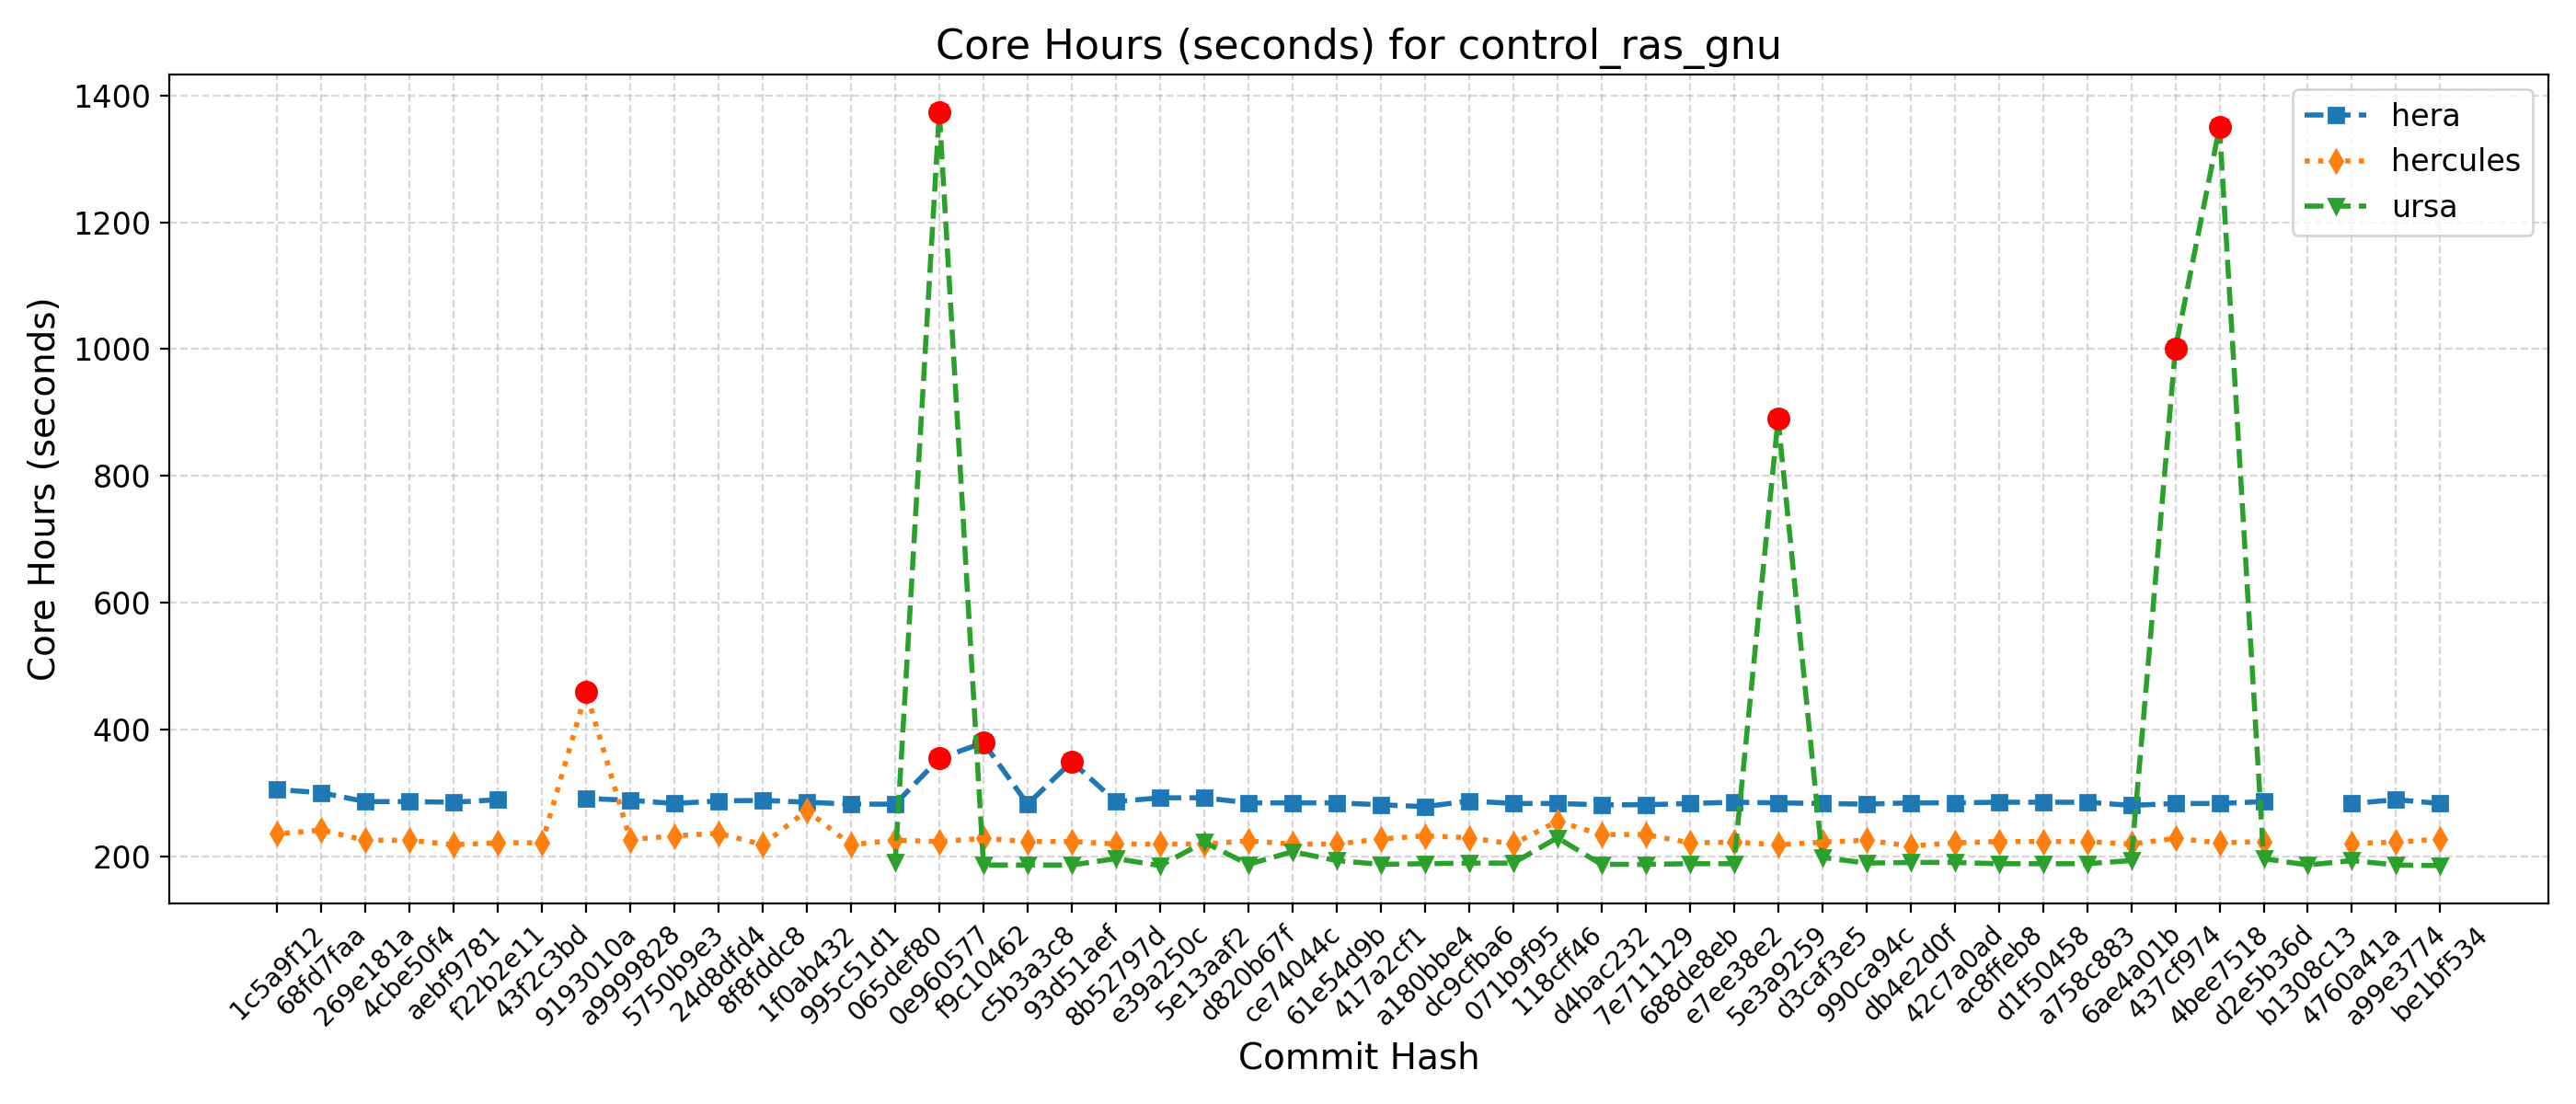 Core Hours (seconds) for control_ras_gnu
Core Hours (seconds)
1400
1200
1000
800
600
400
200
hera
hercules
ursa
1c5a9f12
68fd7faa
269e181a
4cbe50f4
aebf9781
f22b2e11
43f2c3bd
9193010a
a9999828
5750b9e3
24d8dfd4
8f8fddc8
1f0ab432
995c51d1
065def80
0e960577
f9c10462
c5b3a3c8
93d51aef
8b52797d
e39a250c
5e13aaf2
d820b67f
ce74044c
61e54d9b
417a2cf1
a180bbe4
dc9cfba6
071b9f95
118cff46
d4bac232
7e711129
688de8eb
e7ee38e2
5e3a9259
d3caf3e5
990ca94c
db4e2d0f
42c7a0ad
ac8ffeb8
d1f50458
a758c883
6ae4a01b
437cf974
4bee7518
d2e5b36d
b1308c13
4760a41a
a99e3774
be1bf534
Commit Hash